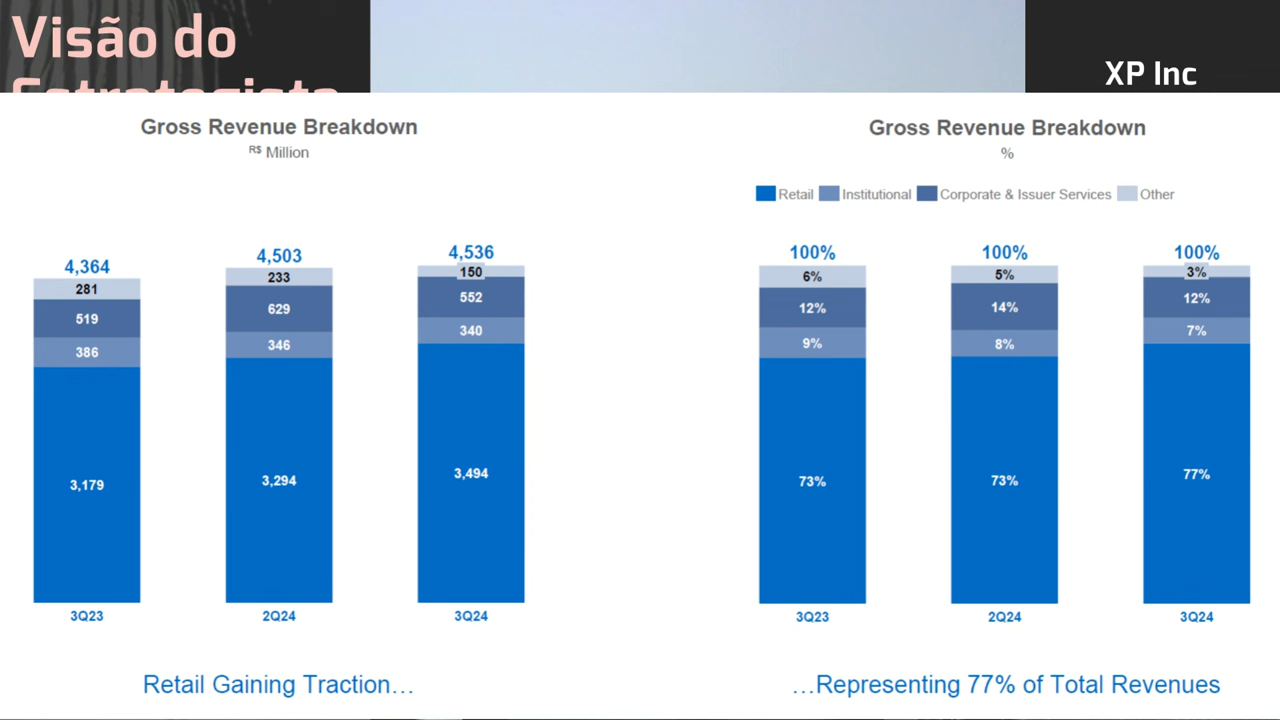 Visão do
Estrategista
XP Inc
Gross Revenue Breakdown
R$ Million
4,364
4,503
4,536
281
233
150
519
629
552
386
346
340
3,179
3,294
3,494
3Q23
2Q24
3Q24
Retail Gaining Traction…
Gross Revenue Breakdown
%
Retail Institutional Corporate & Issuer Services Other
100%
100%
100%
6%
5%
3%
12%
14%
12%
9%
8%
7%
73%
73%
77%
3Q23
2Q24
3Q24
…Representing 77% of Total Revenues